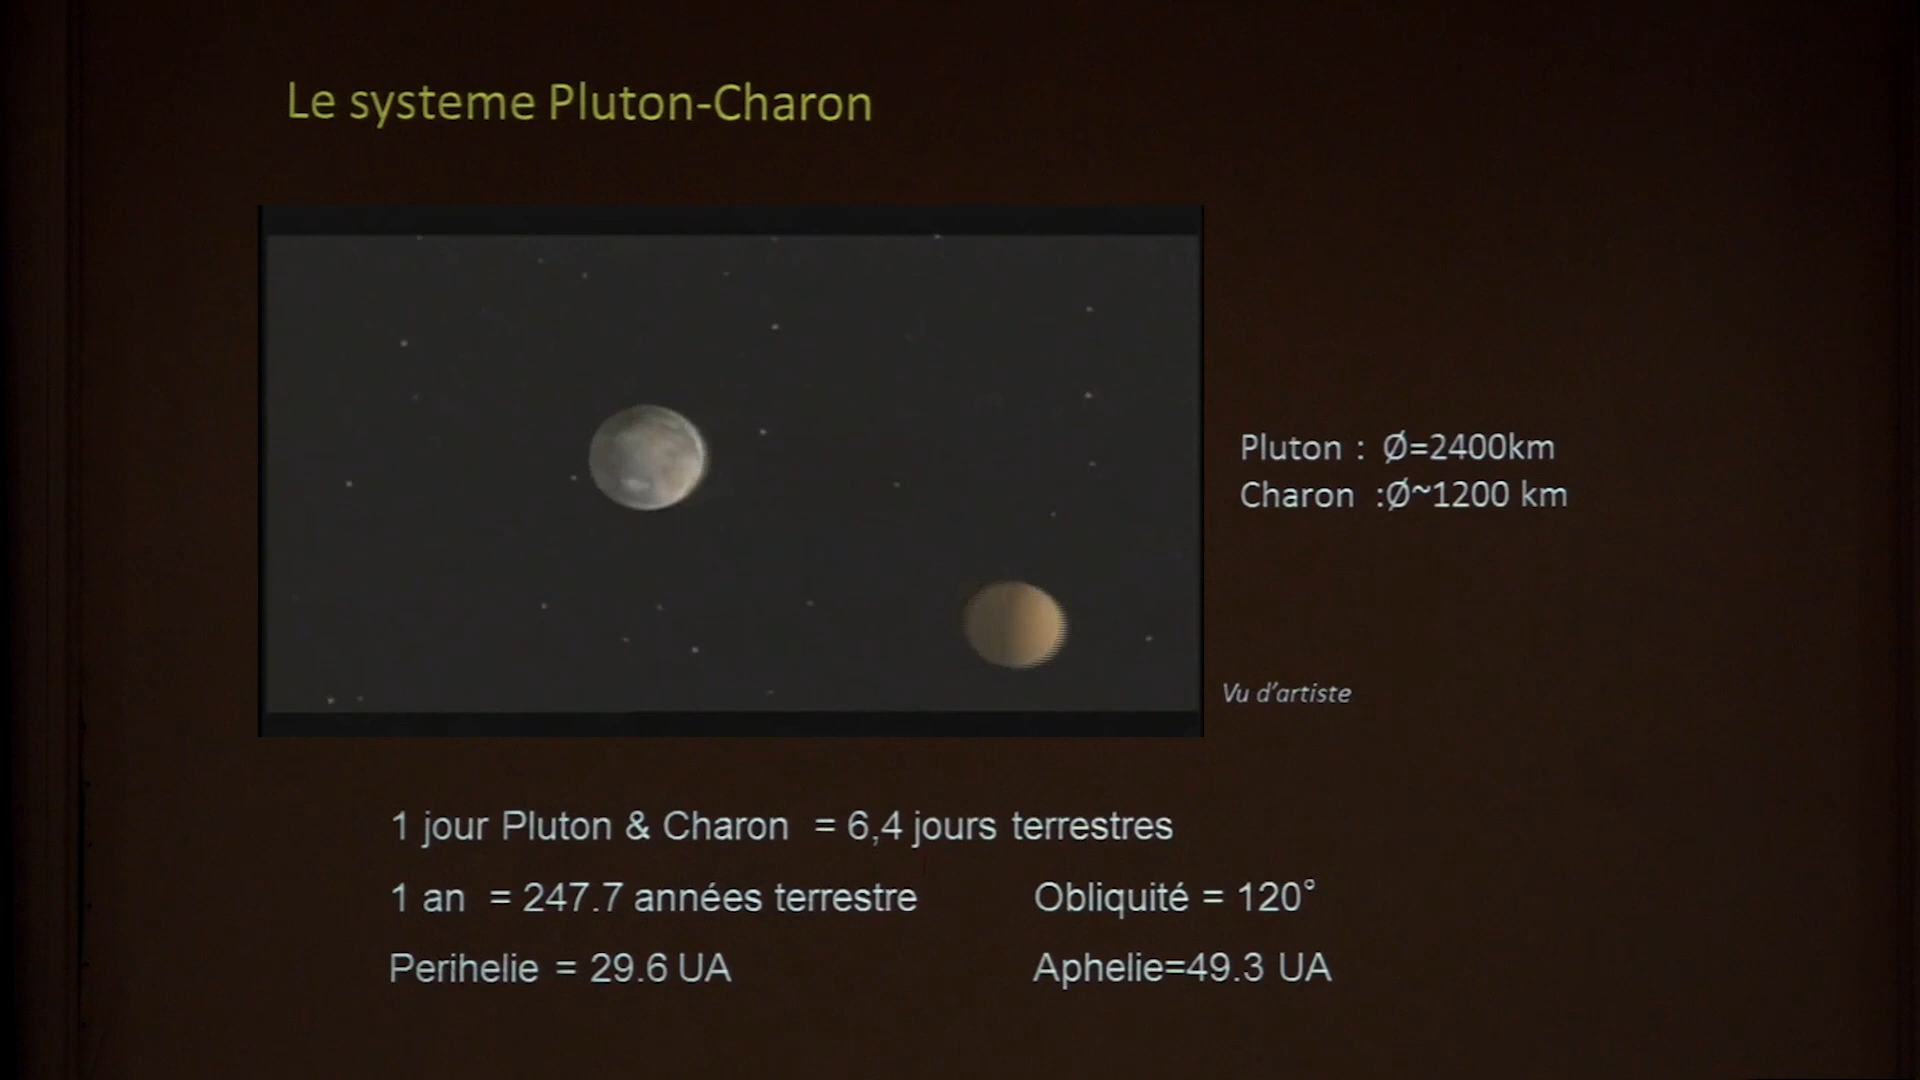 Le systeme Pluton-Charon
Pluton : Ø=2400km
Charon :Ø~1200 km
Vu d’artiste
1 jour Pluton & Charon = 6,4 jours terrestres
1 an = 247.7 années terrestre
Obliquité = 120°
Perihelie = 29.6 UA
Aphelie=49.3 UA